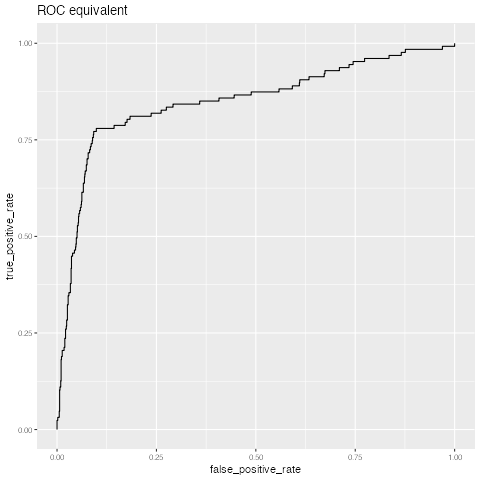 ROC equivalent
1.00
0.75
0.50
0.25
0.00
true_positive_rate
0.00 0.25 0.50 0.75 1.00
false_positive_rate